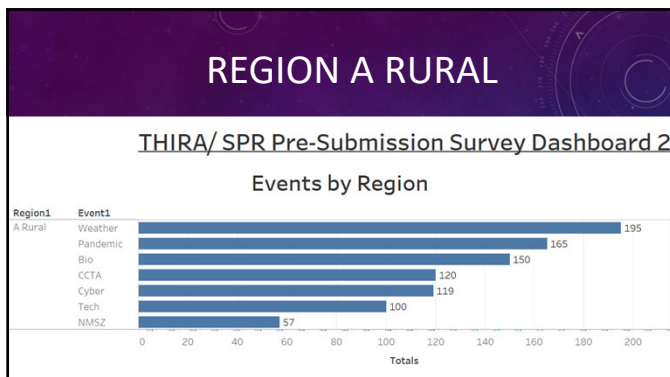 REGION A RURAL
THIRA/ SPR Pre-Submission Survey Dashboard 2
Events by Region
Region1 Event1
A Rural Weather 195
Pandemic 165
Bio 150
CCTA 120
Cyber 119
Tech 100
NMSZ 57
0 20 40 60 80 100 120 140 160 180 200
Totals